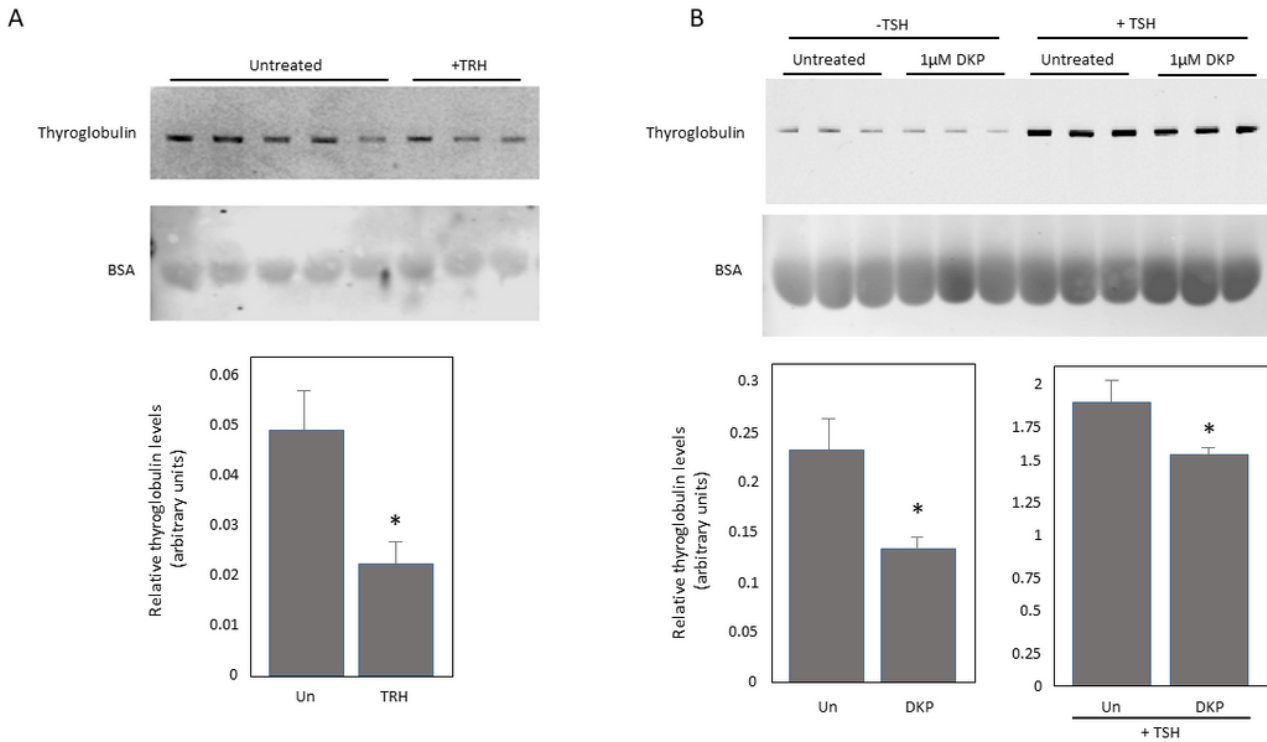 A
Untreated
+TRH
Thyroglobulin
BSA
Relative thyroglobulin levels
(arbitrary units)
0.06
0.05
0.04
0.03
0.02
0.01
0
*
Un
TRH
B
-TSH
+ TSH
Untreated
1µM DKP
Untreated
1µM DKP
Thyroglobulin
BSA
Relative thyroglobulin levels
(arbitrary units)
0.3
0.25
0.2
0.15
0.1
0.05
0
*
Un
DKP
2
1.75
1.5
1.25
1
0.75
0.5
0.25
0
*
Un
DKP
+ TSH